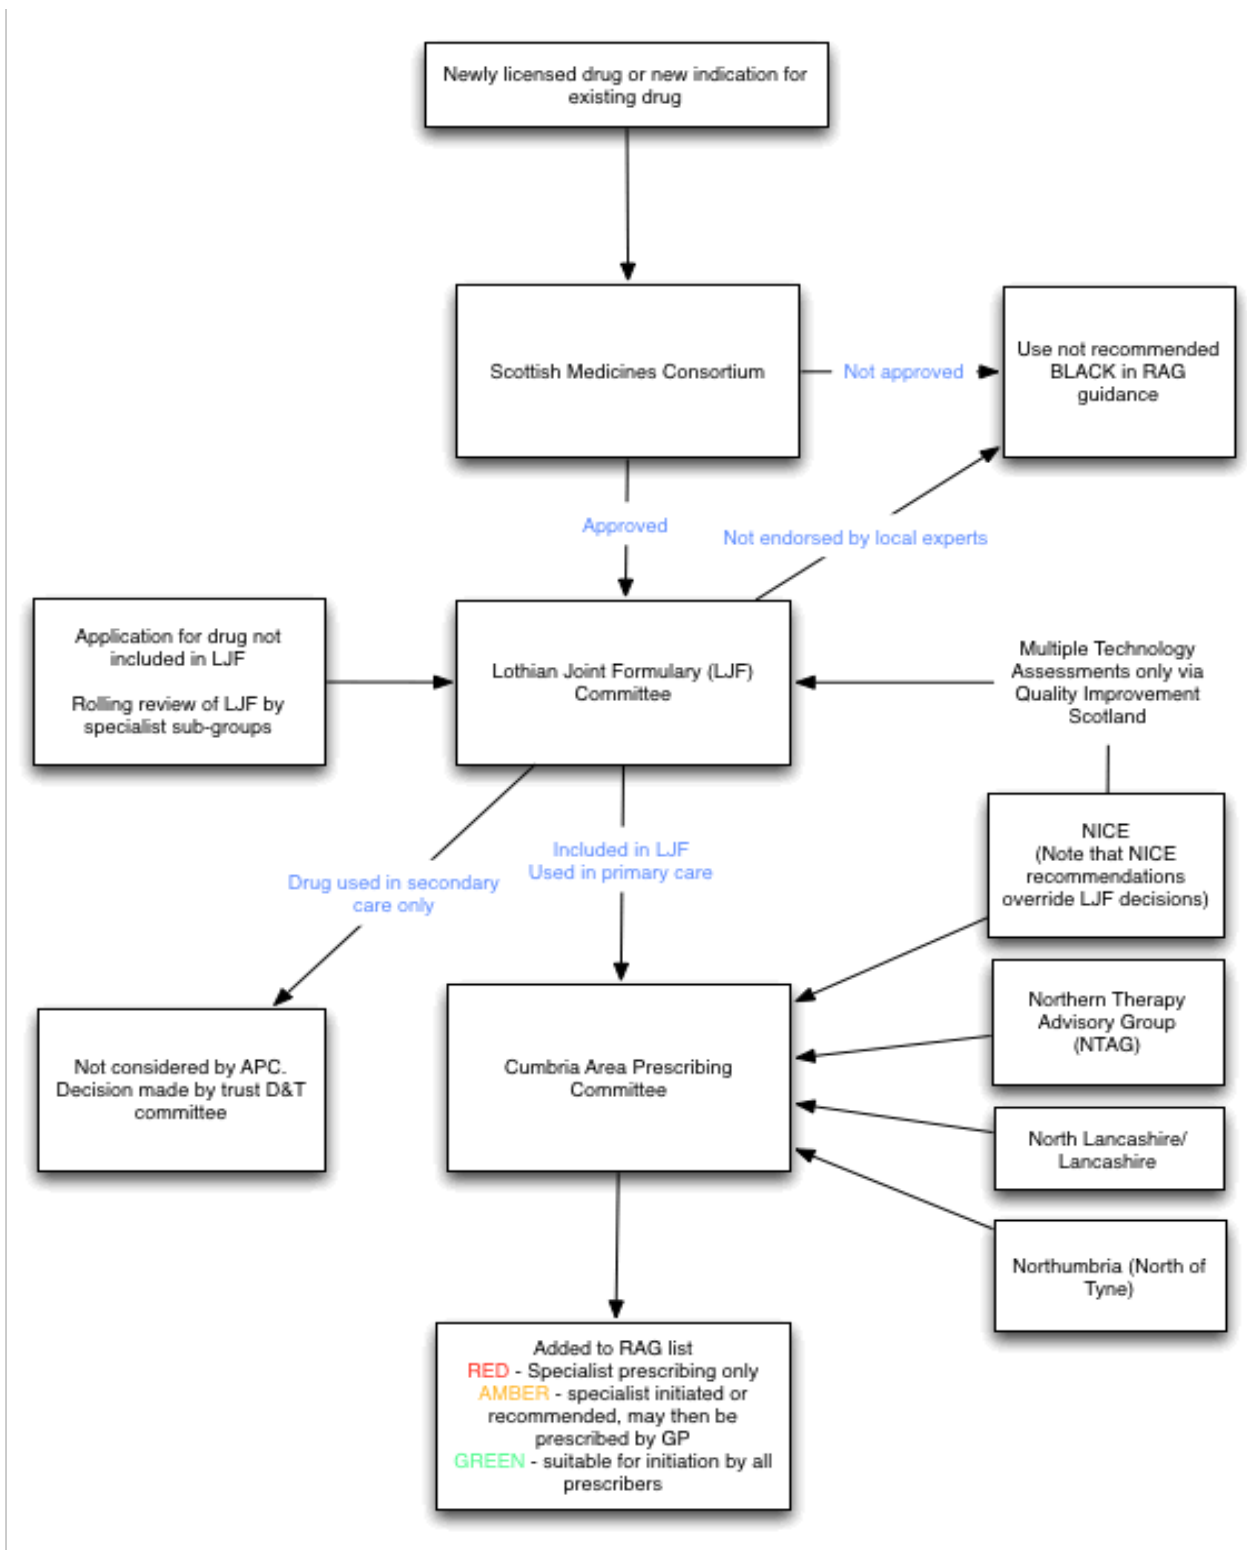 Newly licensed drug or new indication for
existing drug
Scottish Medicines Consortium
Not approved
Use not recommended
BLACK in RAG
guidance
Approved
Not endorsed by local experts
Application for drug not
included in LJF
Rolling review of LJF by
specialist sub-groups
Lothian Joint Formulary (LJF)
Committee
Multiple Technology
Assessments only via
Quality Improvement
Scotland
Drug used in secondary
care only
Included in LJF
Used in primary care
NICE
(Note that NICE
recommendations
override LJF decisions)
Not considered by APC.
Decision made by trust D&T
committee
Cumbria Area Prescribing
Committee
Northern Therapy
Advisory Group
(NTAG)
North Lancashire/
Lancashire
Northumbria (North of
Tyne)
Added to RAG list
RED - Specialist prescribing only
AMBER - specialist initiated or
recommended, may then be
prescribed by GP
GREEN - suitable for initiation by all
prescribers